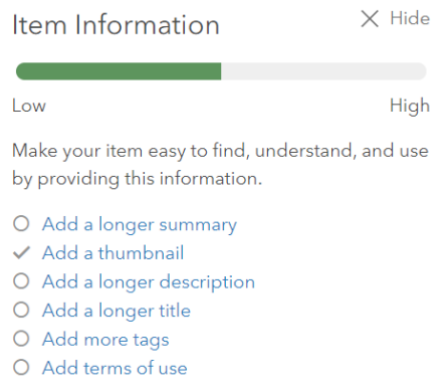 Item Information
Hide
Low
High
Make your item easy to find, understand, and use
by providing this information.
Add a longer summary
Add a thumbnail
Add a longer description
Add a longer title
Add more tags
Add terms of use